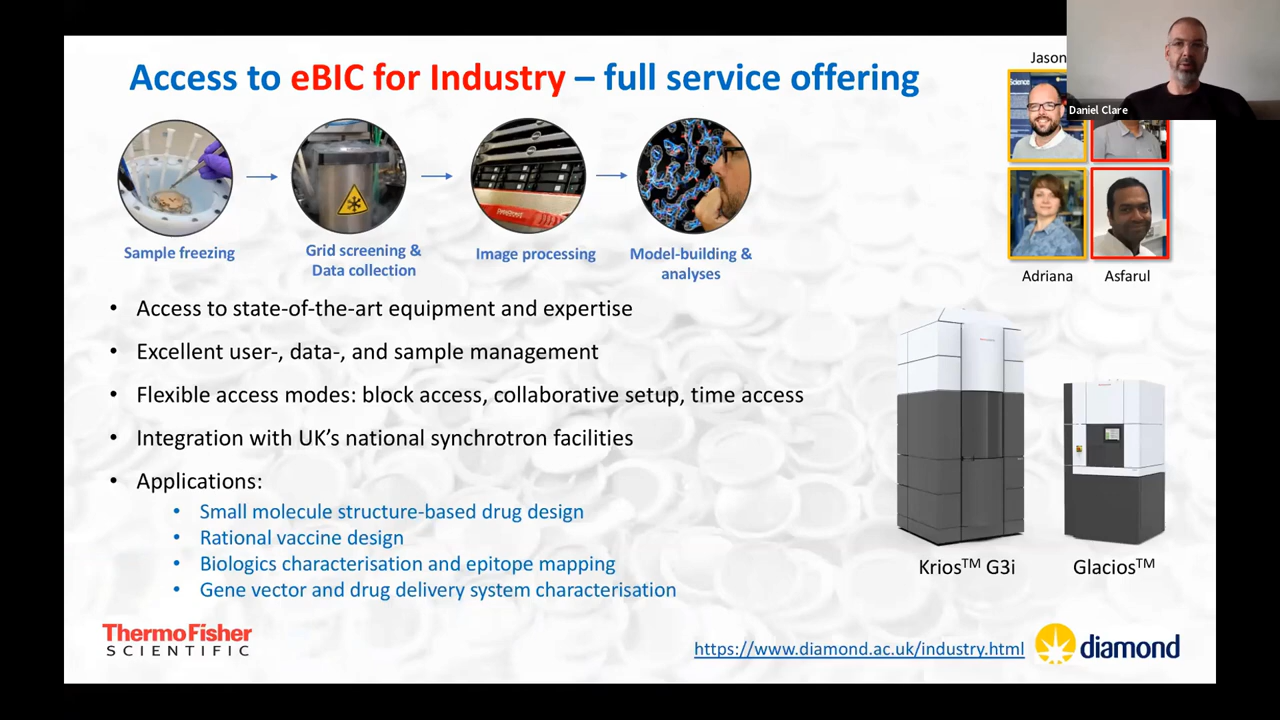 Access to eBIC for Industry – full service offering
Jason
Daniel Clare
Sample freezing
Grid screening &
Data collection
Image processing
Model-building &
analyses
Adriana
Asfarul
• Access to state-of-the-art equipment and expertise
• Excellent user-, data-, and sample management
• Flexible access modes: block access, collaborative setup, time access
• Integration with UK’s national synchrotron facilities
• Applications:
• Small molecule structure-based drug design
• Rational vaccine design
• Biologics characterisation and epitope mapping
• Gene vector and drug delivery system characterisation
Krios™ G3i
Glacios™
ThermoFisher
SCIENTIFIC
https://www.diamond.ac.uk/industry.html
diamond